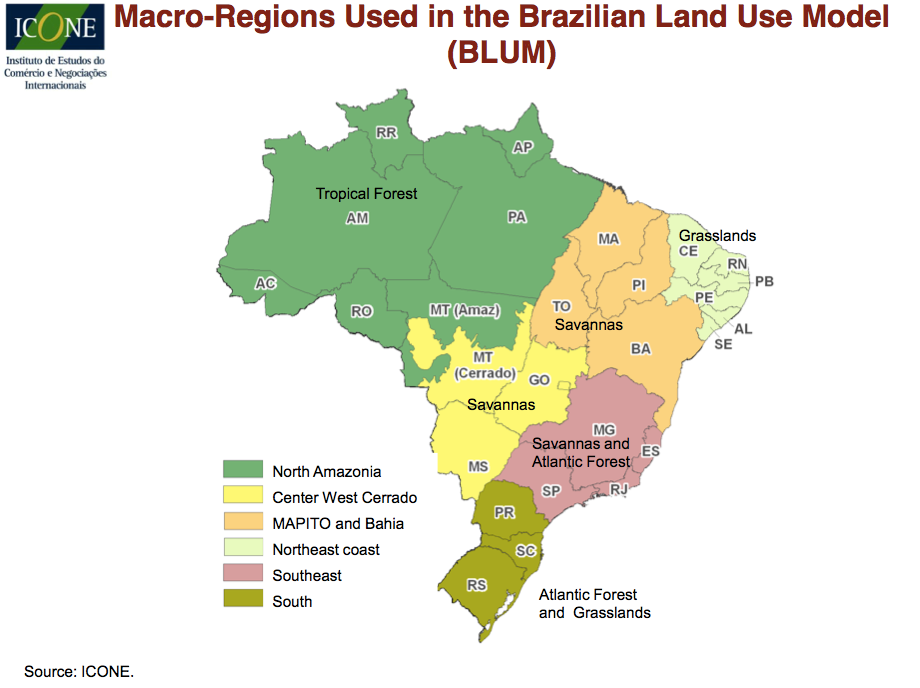 ICONE
Instituto de Estudos do
Comércio e Negociações
Internacionais
Macro-Regions Used in the Brazilian Land Use Model
(BLUM)
RR
AP
Tropical Forest
AM
PA
MA
Grasslands
CE
RN
PB
PI
PE
AC
RO
MT (Amaz)
TO
Savannas
AL
SE
BA
MT
(Cerrado)
GO
Savannas
MG
Savannas and
Atlantic Forest
ES
MS
SP
RJ
PR
SC
RS
Atlantic Forest
and Grasslands
North Amazonia
Center West Cerrado
MAPITO and Bahia
Northeast coast
Southeast
South
Source: ICONE.